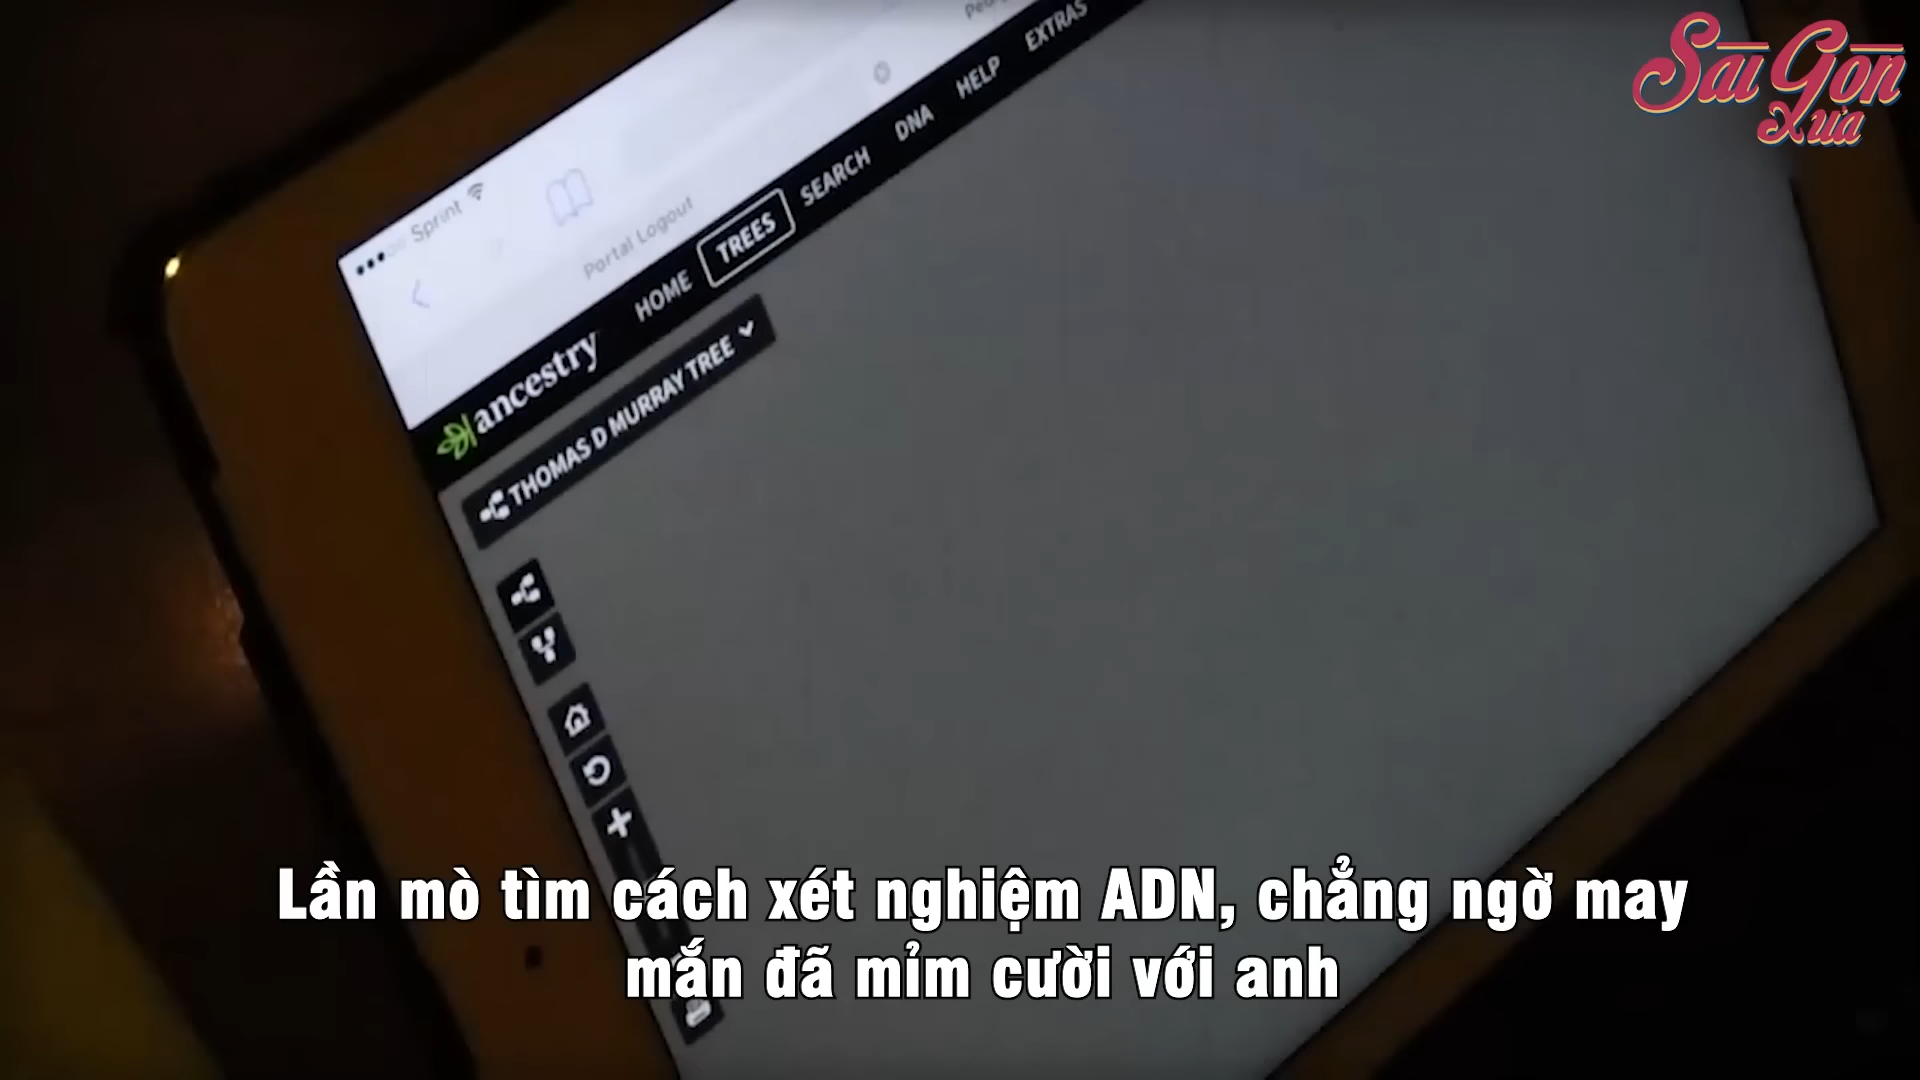 Sài Gòn
Xưa
Sprint
Portal Logout
ancestry
HOME
TREES
SEARCH
DNA
HELP
EXTRAS
THOMAS D MURRAY TREE
Lần mò tìm cách xét nghiệm ADN, chẳng ngờ may
mắn đã mỉm cười với anh